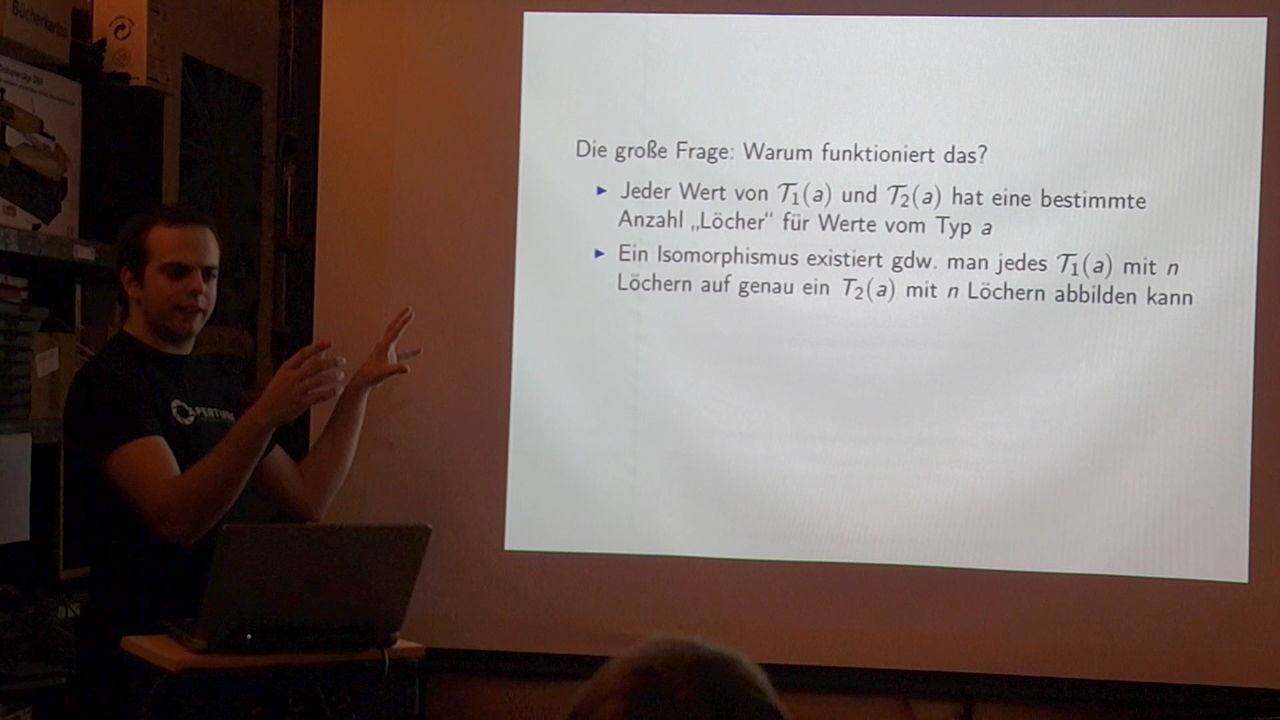 Bücherkarton
Die große Frage: Warum funktioniert das?
▶ Jeder Wert von T₁(a) und T₂(a) hat eine bestimmte
Anzahl „Löcher“ für Werte vom Typ a
▶ Ein Isomorphismus existiert gdw. man jedes T₁(a) mit n
Löchern auf genau ein T₂(a) mit n Löchern abbilden kann
APERTURE